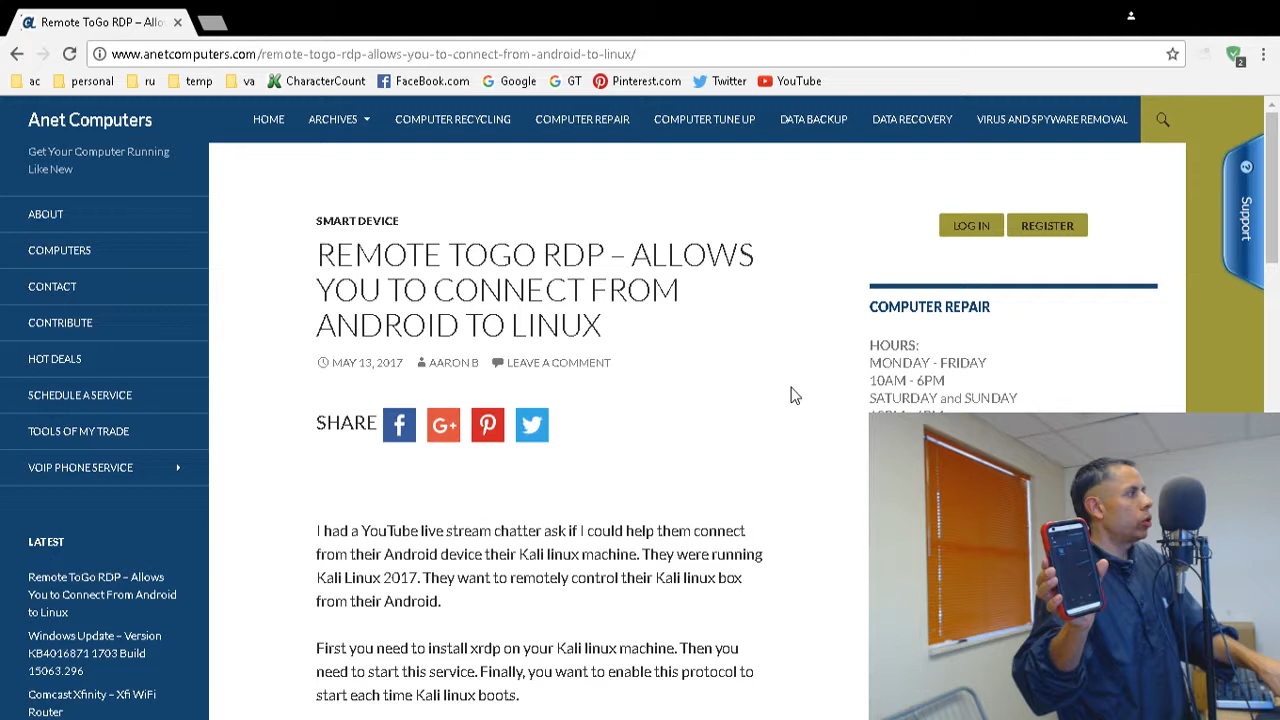 Remote ToGo RDP – Allo
www.anetcomputers.com/remote-togo-rdp-allows-you-to-connect-from-android-to-linux/
ac personal ru temp va CharacterCount FaceBook.com Google GT Pinterest.com Twitter YouTube
Anet Computers
Get Your Computer Running
Like New
HOME ARCHIVES COMPUTER RECYCLING COMPUTER REPAIR COMPUTER TUNE UP DATA BACKUP DATA RECOVERY VIRUS AND SPYWARE REMOVAL
ABOUT
COMPUTERS
CONTACT
CONTRIBUTE
HOT DEALS
SCHEDULE A SERVICE
TOOLS OF MY TRADE
VOIP PHONE SERVICE
LATEST
Remote ToGo RDP – Allows
You to Connect From Android
to Linux
Windows Update – Version
KB4016871 1703 Build
15063.296
Comcast Xfinity – Xfi WiFi
Router
SMART DEVICE
REMOTE TOGO RDP – ALLOWS
YOU TO CONNECT FROM
ANDROID TO LINUX
MAY 13, 2017 AARON B LEAVE A COMMENT
SHARE
I had a YouTube live stream chatter ask if I could help them connect
from their Android device their Kali linux machine. They were running
Kali Linux 2017. They want to remotely control their Kali linux box
from their Android.
First you need to install xrdp on your Kali linux machine. Then you
need to start this service. Finally, you want to enable this protocol to
start each time Kali linux boots.
LOG IN REGISTER
COMPUTER REPAIR
HOURS:
MONDAY - FRIDAY
10AM - 6PM
SATURDAY and SUNDAY
Support
2